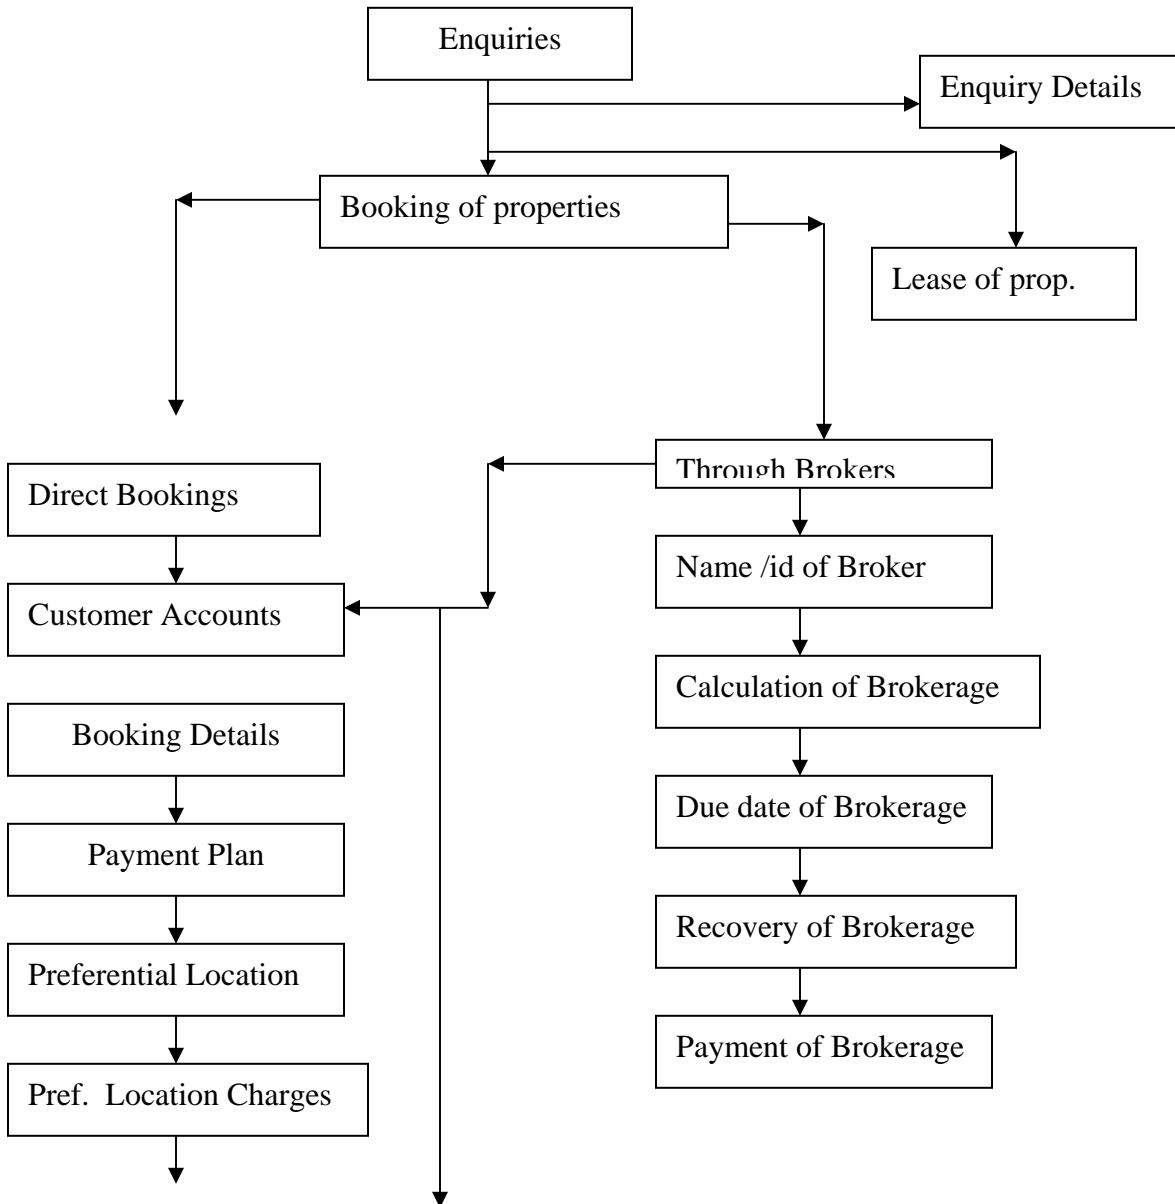 Enquiries
Enquiry Details
Booking of properties
Lease of prop.
Through Brokers
Direct Bookings
Name /id of Broker
Customer Accounts
Calculation of Brokerage
Booking Details
Due date of Brokerage
Payment Plan
Recovery of Brokerage
Preferential Location
Payment of Brokerage
Pref.  Location Charges